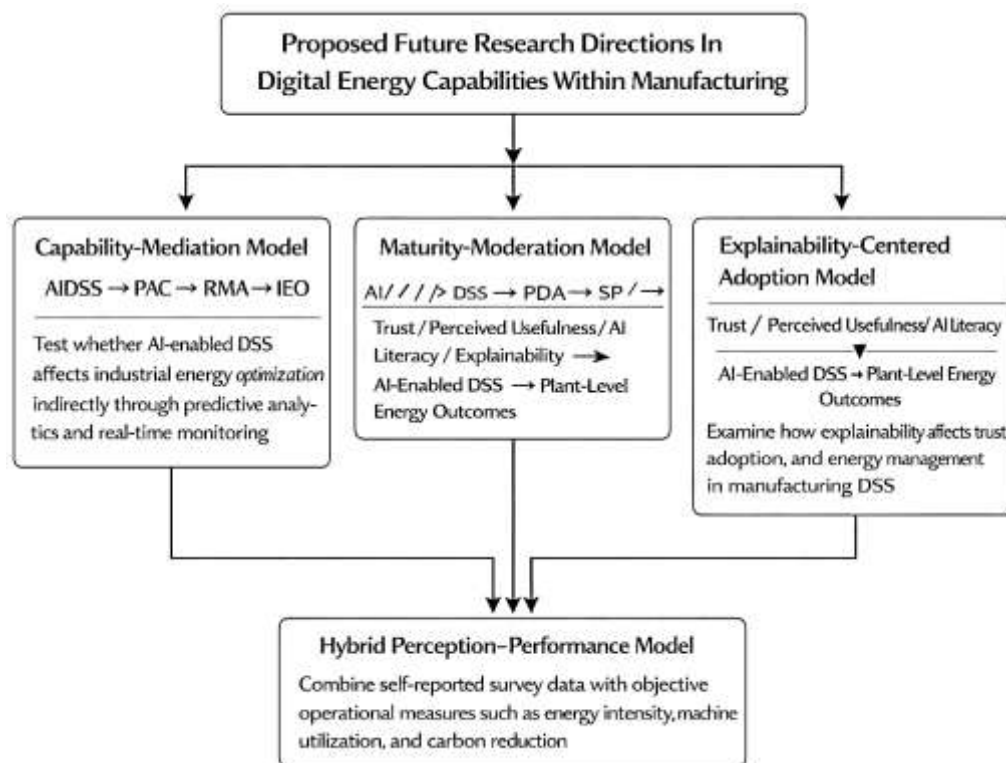 Proposed Future Research Directions In
Digital Energy Capabilities Within Manufacturing
Capability-Mediation Model
AIDSS → PAC → RMA → IEO
Test whether AI-enabled DSS
affects industrial energy optimization
indirectly through predictive analy-
tics and real-time monitoring
Maturity-Moderation Model
AI/ / / /> DSS → PDA → SP / →
Trust / Perceived Usefulness / AI
Literacy / Explainability →
AI-Enabled DSS → Plant-Level
Energy Outcomes
Explainability-Centered
Adoption Model
Trust / Perceived Usefulness/ AI Literacy
AI-Enabled DSS → Plant-Level Energy
Outcomes
Examine how explainability affects trust,
adoption, and energy management
in manufacturing DSS
Hybrid Perception–Performance Model
Combine self-reported survey data with objective
operational measures such as energy intensity, machine
utilization, and carbon reduction